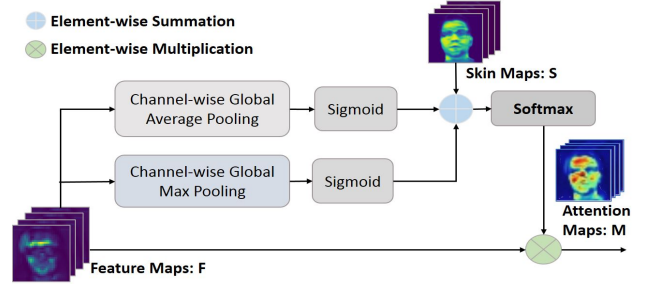 Element-wise Summation
Element-wise Multiplication
Skin Maps: S
Channel-wise Global
Average Pooling
Sigmoid
Softmax
Channel-wise Global
Max Pooling
Sigmoid
Attention
Maps: M
Feature Maps: F